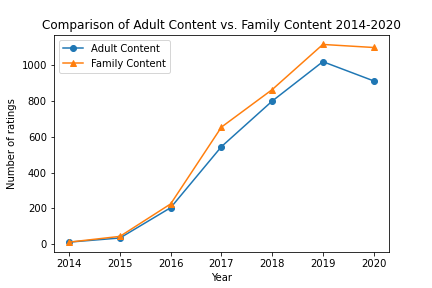 Comparison of Adult Content vs. Family Content 2014-2020
Adult Content
Family Content
Number of ratings
1000
800
600
400
200
0
2014 2015 2016 2017 2018 2019 2020
Year